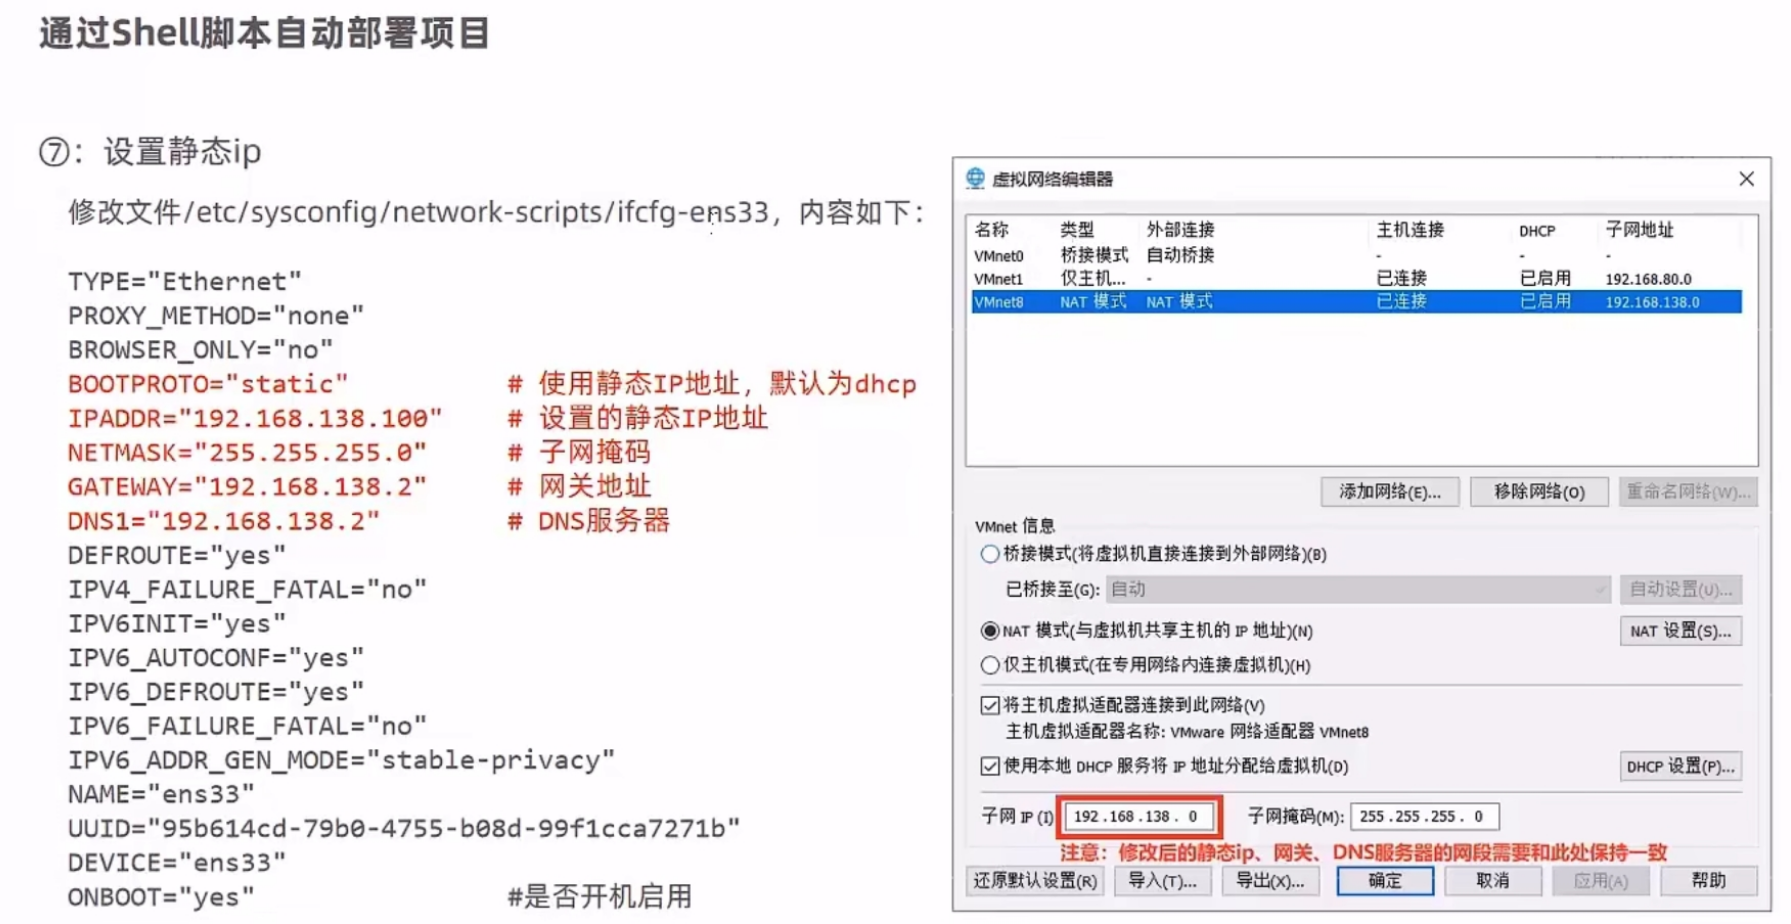 通过Shell脚本自动部署项目
⑦：设置静态ip
修改文件/etc/sysconfig/network-scripts/ifcfg-ens33，内容如下：
TYPE="Ethernet"
PROXY_METHOD="none"
BROWSER_ONLY="no"
BOOTPROTO="static" # 使用静态IP地址，默认为dhcp
IPADDR="192.168.138.100" # 设置的静态IP地址
NETMASK="255.255.255.0" # 子网掩码
GATEWAY="192.168.138.2" # 网关地址
DNS1="192.168.138.2" # DNS服务器
DEFROUTE="yes"
IPV4_FAILURE_FATAL="no"
IPV6INIT="yes"
IPV6_AUTOCONF="yes"
IPV6_DEFROUTE="yes"
IPV6_FAILURE_FATAL="no"
IPV6_ADDR_GEN_MODE="stable-privacy"
NAME="ens33"
UUID="95b614cd-79b0-4755-b08d-99f1cca7271b"
DEVICE="ens33"
ONBOOT="yes" #是否开机启用
虚拟网络编辑器
名称 类型 外部连接 主机连接 DHCP 子网地址
VMnet0 桥接模式 自动桥接 - - -
VMnet1 仅主机... - 已连接 已启用 192.168.80.0
VMnet8 NAT 模式 NAT 模式 已连接 已启用 192.168.138.0
添加网络(E)... 移除网络(O) 重命名网络(W)...
VMnet 信息
桥接模式(将虚拟机直接连接到外部网络)(B)
已桥接至(G): 自动 自动设置(U)...
NAT 模式(与虚拟机共享主机的 IP 地址)(N) NAT 设置(S)...
仅主机模式(在专用网络内连接虚拟机)(H)
将主机虚拟适配器连接到此网络(V)
主机虚拟适配器名称: VMware 网络适配器 VMnet8
使用本地 DHCP 服务将 IP 地址分配给虚拟机(D) DHCP 设置(P)...
子网 IP (I) 192.168.138. 0 子网掩码(M): 255.255.255. 0
注意：修改后的静态ip、网关、DNS服务器的网段需要和此处保持一致
还原默认设置(R) 导入(T)... 导出(X)... 确定 取消 应用(A) 帮助